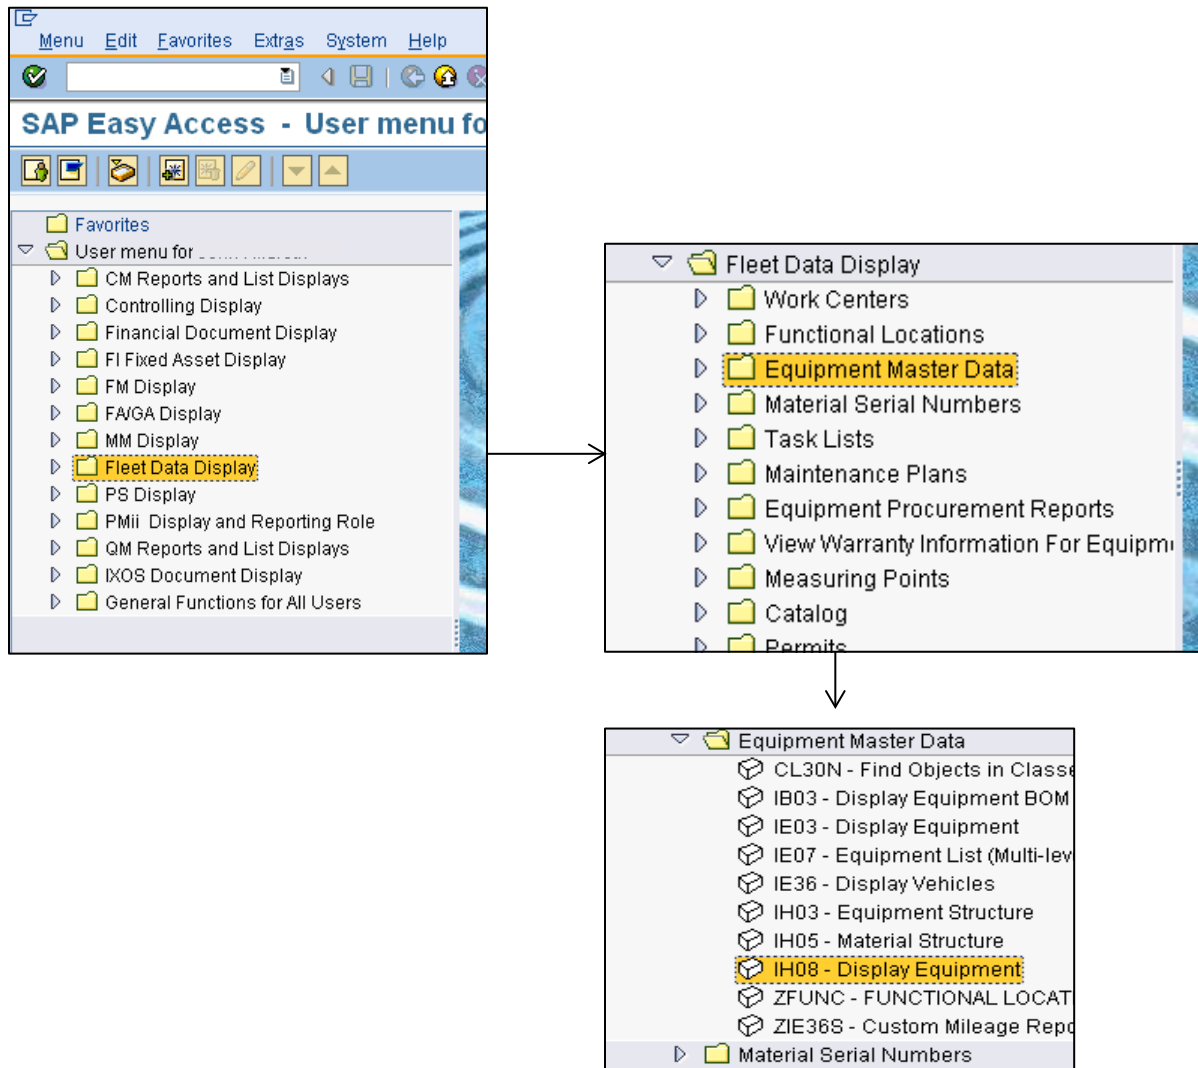 Menu Edit Favorites Extras System Help
SAP Easy Access - User menu fo
Favorites
User menu for
CM Reports and List Displays
Controlling Display
Financial Document Display
FI Fixed Asset Display
FM Display
FA/GA Display
MM Display
Fleet Data Display
PS Display
PMii Display and Reporting Role
QM Reports and List Displays
IXOS Document Display
General Functions for All Users
Fleet Data Display
Work Centers
Functional Locations
Equipment Master Data
Material Serial Numbers
Task Lists
Maintenance Plans
Equipment Procurement Reports
View Warranty Information For Equipm
Measuring Points
Catalog
Permits
Equipment Master Data
CL30N - Find Objects in Classe
IB03 - Display Equipment BOM
IE03 - Display Equipment
IE07 - Equipment List (Multi-lev
IE36 - Display Vehicles
IH03 - Equipment Structure
IH05 - Material Structure
IH08 - Display Equipment
ZFUNC - FUNCTIONAL LOCAT
ZIE36S - Custom Mileage Repo
Material Serial Numbers